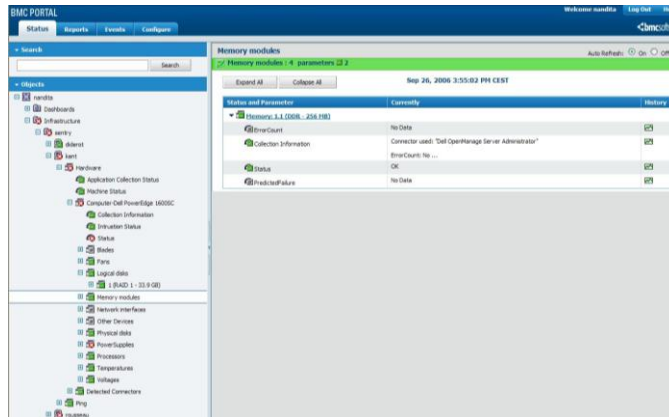 BMC PORTAL
Welcome nandita
Log Out
Status
Reports
Events
Configure
<bmcsoft
Search
Search
Objects
nandita
Dashboards
Infrastructure
sentry
diderot
kant
Hardware
Application Collection Status
Machine Status
Computer-Dell PowerEdge 1600SC
Collection Information
Intrusion Status
Status
Blades
Fans
Logical disks
1 (RAID 1 - 33.9 GB)
Memory modules
Network interfaces
Other Devices
Physical disks
PowerSupplies
Processors
Temperatures
Voltages
Detected Connectors
Ping
rousseau
Memory modules
Auto Refresh: On Off
Memory modules : 4 parameters 2
Expand All
Collapse All
Sep 26, 2006 3:55:02 PM CEST
Status and Parameter
Currently
History
Memory: 1.1 (DDR - 256 MB)
ErrorCount
No Data
Collection Information
Connector used: "Dell OpenManage Server Administrator"
ErrorCount: No ...
Status
OK
PredictedFailure
No Data